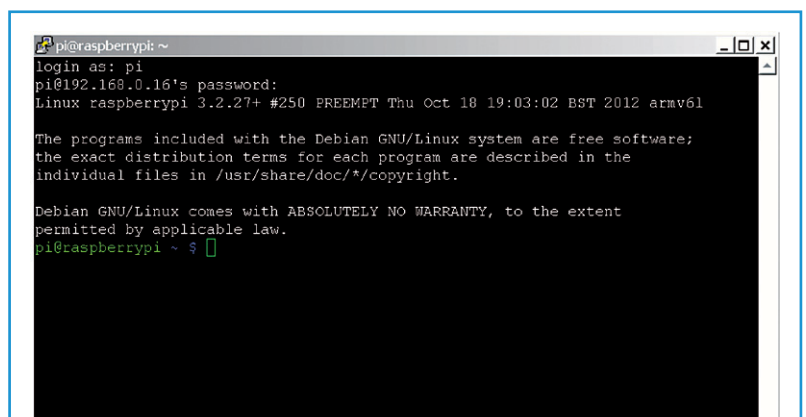 pi@raspberrypi: ~
login as: pi
pi@192.168.0.16's password:
Linux raspberrypi 3.2.27+ #250 PREEMPT Thu Oct 18 19:03:02 BST 2012 armv6l
The programs included with the Debian GNU/Linux system are free software;
the exact distribution terms for each program are described in the
individual files in /usr/share/doc/*/copyright.
Debian GNU/Linux comes with ABSOLUTELY NO WARRANTY, to the extent
permitted by applicable law.
pi@raspberrypi ~ $